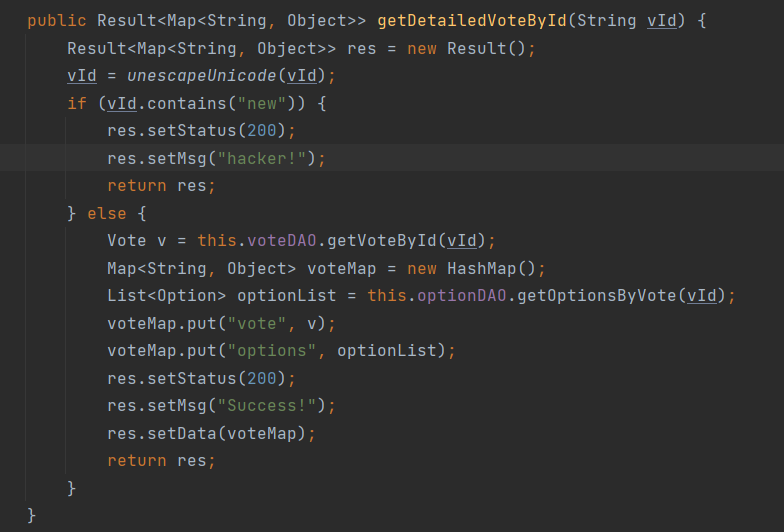 public Result<Map<String, Object>> getDetailedVoteById(String vId) {
    Result<Map<String, Object>> res = new Result();
    vId = unescapeUnicode(vId);
    if (vId.contains("new")) {
        res.setStatus(200);
        res.setMsg("hacker!");
        return res;
    } else {
        Vote v = this.voteDAO.getVoteById(vId);
        Map<String, Object> voteMap = new HashMap();
        List<Option> optionList = this.optionDAO.getOptionsByVote(vId);
        voteMap.put("vote", v);
        voteMap.put("options", optionList);
        res.setStatus(200);
        res.setMsg("Success!");
        res.setData(voteMap);
        return res;
    }
}